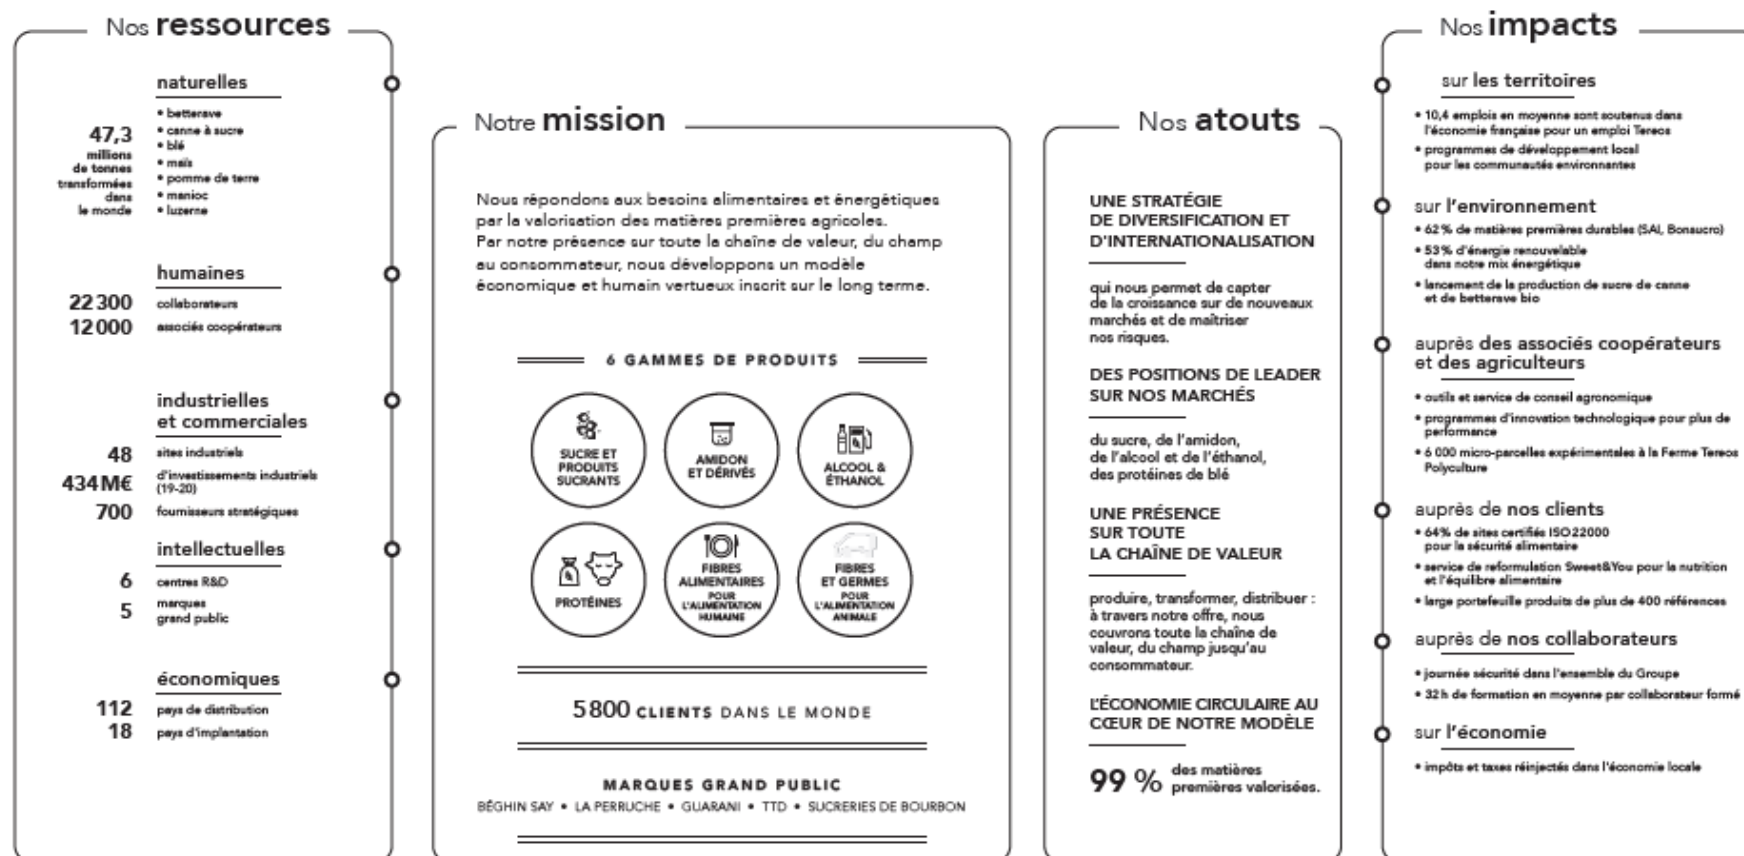 Nos ressources
naturelles
47,3
millions
de tonnes
transformées
dans
le monde
• betterave
• canne à sucre
• blé
• maïs
• pomme de terre
• manioc
• luzerne
humaines
22 300 collaborateurs
12 000 associés coopérateurs
industrielles
et commerciales
48 sites industriels
434 M€ d'investissements industriels
(19-20)
700 fournisseurs stratégiques
intellectuelles
6 centres R&D
5 marques
grand public
économiques
112 pays de distribution
18 pays d'implantation
Notre mission
Nous répondons aux besoins alimentaires et énergétiques
par la valorisation des matières premières agricoles.
Par notre présence sur toute la chaîne de valeur, du champ
au consommateur, nous développons un modèle
économique et humain vertueux inscrit sur le long terme.
6 GAMMES DE PRODUITS
SUCRE ET
PRODUITS
SUCRANTS
AMIDON
ET DÉRIVÉS
ALCOOL &
ÉTHANOL
PROTÉINES
FIBRES
ALIMENTAIRES
POUR
L'ALIMENTATION
HUMAINE
FIBRES
ET GERMES
POUR
L'ALIMENTATION
ANIMALE
5 800 CLIENTS DANS LE MONDE
MARQUES GRAND PUBLIC
BÉGHIN SAY • LA PERRUCHE • GUARANI • TTD • SUCRERIES DE BOURBON
Nos atouts
UNE STRATÉGIE
DE DIVERSIFICATION ET
D'INTERNATIONALISATION
qui nous permet de capter
de la croissance sur de nouveaux
marchés et de maîtriser
nos risques.
DES POSITIONS DE LEADER
SUR NOS MARCHÉS
du sucre, de l'amidon,
de l'alcool et de l'éthanol,
des protéines de blé
UNE PRÉSENCE
SUR TOUTE
LA CHAÎNE DE VALEUR
produire, transformer, distribuer :
à travers notre offre, nous
couvrons toute la chaîne de
valeur, du champ jusqu'au
consommateur.
L'ÉCONOMIE CIRCULAIRE AU
CŒUR DE NOTRE MODÈLE
99 % des matières
premières valorisées.
Nos impacts
sur les territoires
• 10,4 emplois en moyenne sont soutenus dans
l'économie française pour un emploi Tereos
• programmes de développement local
pour les communautés environnantes
sur l'environnement
• 62 % de matières premières durables (SAI, Bonsucro)
• 53 % d'énergie renouvelable
dans notre mix énergétique
• lancement de la production de sucre de canne
et de betterave bio
auprès des associés coopérateurs
et des agriculteurs
• outils et service de conseil agronomique
• programmes d'innovation technologique pour plus de
performance
• 6 000 micro-parcelles expérimentales à la Ferme Tereos
Polyculture
auprès de nos clients
• 64% de sites certifiés ISO22000
pour la sécurité alimentaire
• service de reformulation Sweet&You pour la nutrition
et l'équilibre alimentaire
• large portefeuille produits de plus de 400 références
auprès de nos collaborateurs
• journée sécurité dans l'ensemble du Groupe
• 32 h de formation en moyenne par collaborateur formé
sur l'économie
• impôts et taxes réinjectés dans l'économie locale